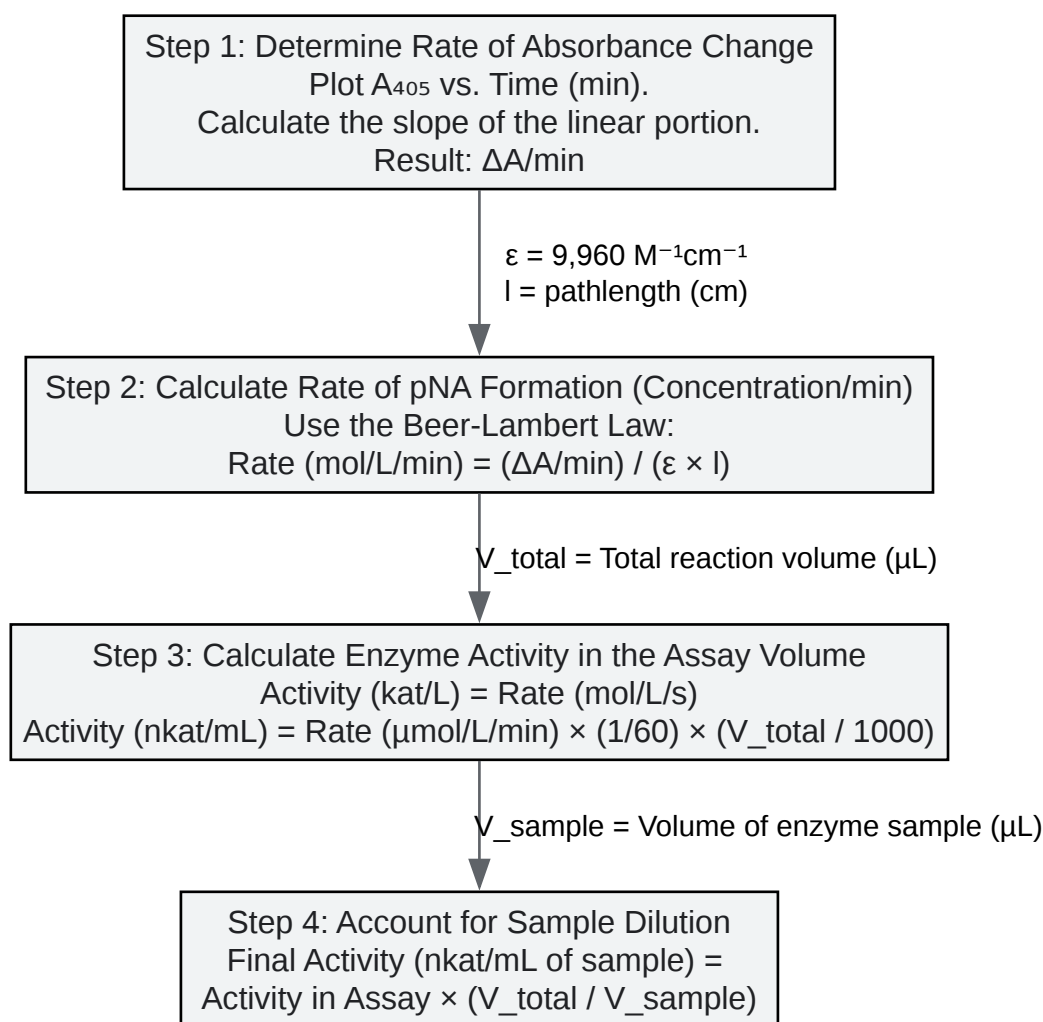 Step 1: Determine Rate of Absorbance Change
Plot A₄₀₅ vs. Time (min).
Calculate the slope of the linear portion.
Result: ΔA/min
ε = 9,960 M⁻¹cm⁻¹
l = pathlength (cm)
Step 2: Calculate Rate of pNA Formation (Concentration/min)
Use the Beer-Lambert Law:
Rate (mol/L/min) = (ΔA/min) / (ε × l)
V_total = Total reaction volume (µL)
Step 3: Calculate Enzyme Activity in the Assay Volume
Activity (kat/L) = Rate (mol/L/s)
Activity (nkat/mL) = Rate (µmol/L/min) × (1/60) × (V_total / 1000)
V_sample = Volume of enzyme sample (µL)
Step 4: Account for Sample Dilution
Final Activity (nkat/mL of sample) =
Activity in Assay × (V_total / V_sample)